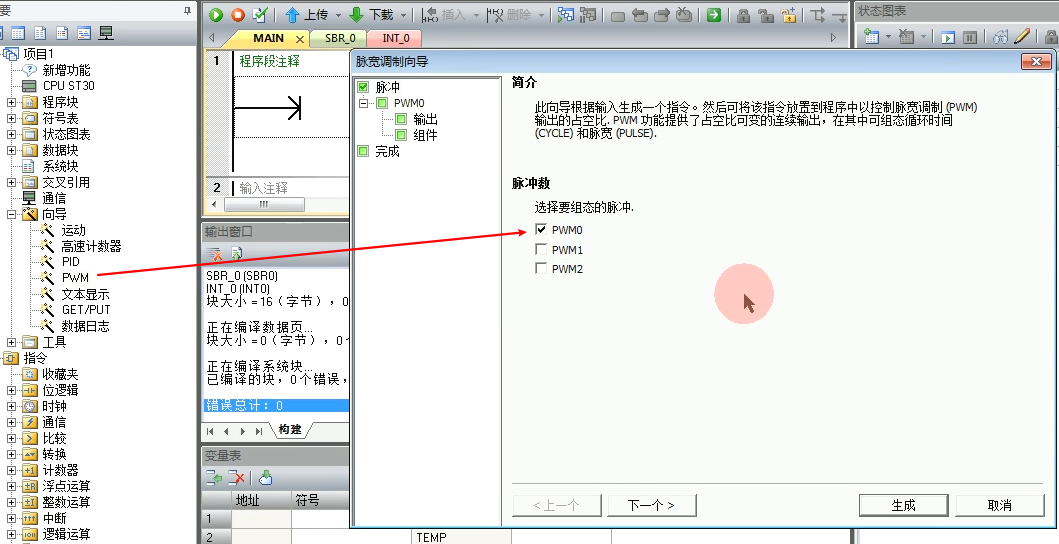 要
项目1
新增功能
CPU ST30
程序块
符号表
状态图表
数据块
系统块
交叉引用
通信
向导
运动
高速计数器
PID
PWM
文本显示
GET/PUT
数据日志
工具
指令
收藏夹
位逻辑
时钟
通信
比较
转换
计数器
浮点运算
整数运算
中断
逻辑运算
上传
下载
插入
删除
MAIN
SBR_0
INT_0
1
程序段注释
2
输入注释
输出窗口
SBR_0 (SBR0)
INT_0 (INT0)
块大小 =16（字节），0
正在编译数据页...
块大小 =0（字节），0个
正在编译系统块...
已编译的块，0个错误，
错误总计：0
构建
变量表
地址
符号
1
2
TEMP
状态图表
脉宽调制向导
脉冲
PWM0
输出
组件
完成
简介
此向导根据输入生成一个指令。然后可将该指令放置到程序中以控制脉宽调制 (PWM)
输出的占空比. PWM 功能提供了占空比可变的连续输出，在其中可组态循环时间
(CYCLE) 和脉宽 (PULSE).
脉冲数
选择要组态的脉冲.
PWM0
PWM1
PWM2
< 上一个
下一个 >
生成
取消